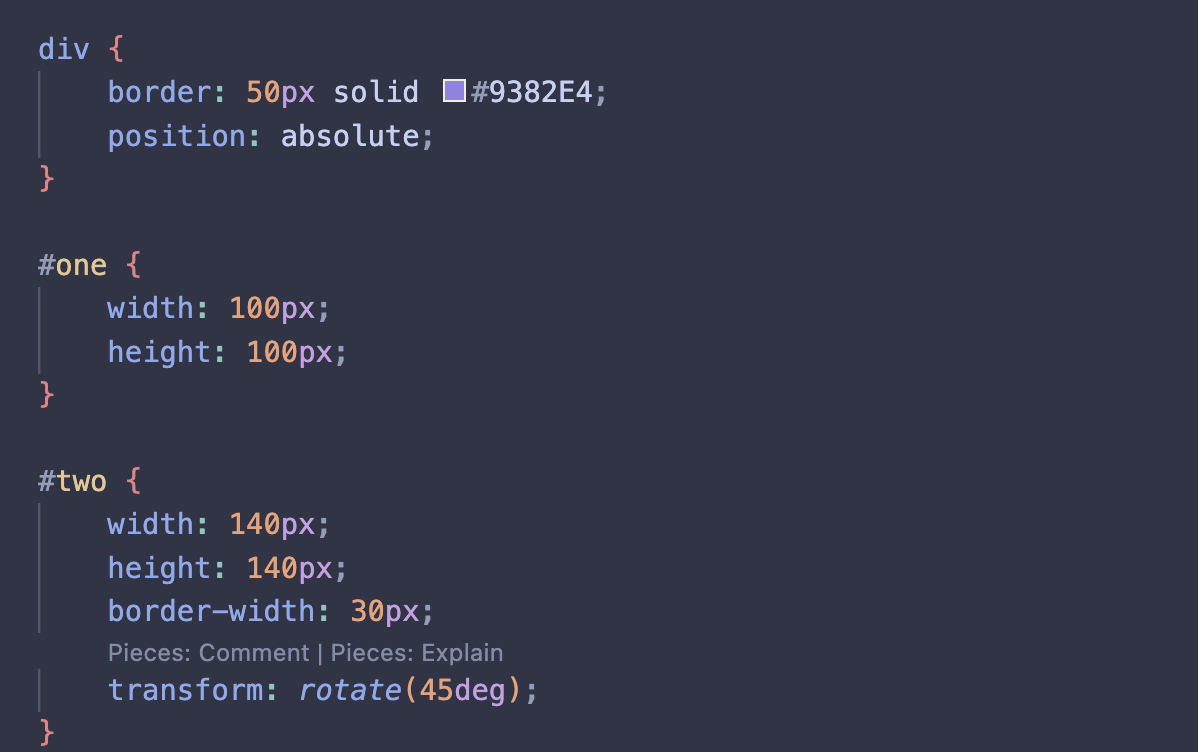 div {
    border: 50px solid #9382E4;
    position: absolute;
}

#one {
    width: 100px;
    height: 100px;
}

#two {
    width: 140px;
    height: 140px;
    border-width: 30px;
    Pieces: Comment | Pieces: Explain
    transform: rotate(45deg);
}